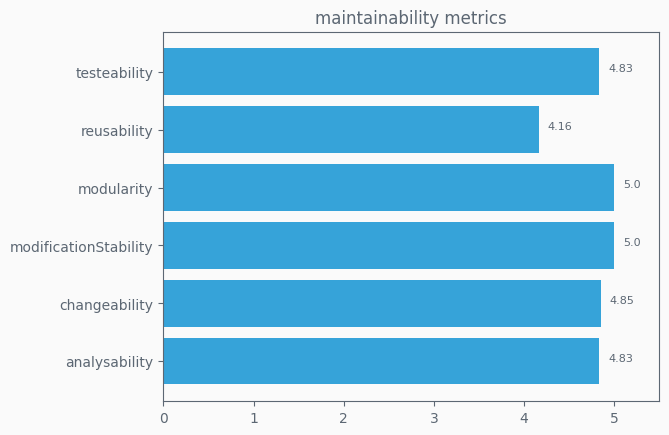 maintainability metrics
testeability
4.83
reusability
4.16
modularity
5.0
modificationStability
5.0
changeability
4.85
analysability
4.83
0 1 2 3 4 5